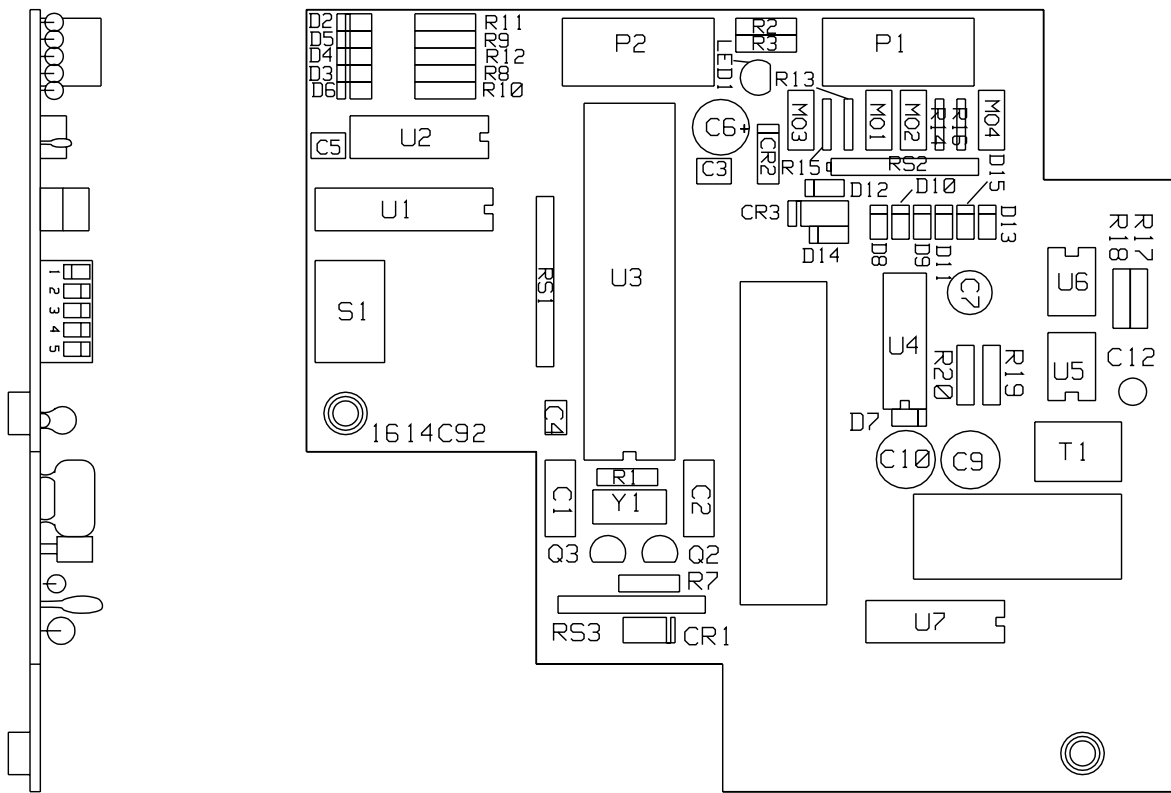 D2
R11
D5
R9
D4
R12
D3
R8
D6
R10
P2
R2
R3
P1
LED1
R13
C5
U2
C6+
CR2
C3
MO3
R15
MO1
MO2
R14
R16
MO4
RS2
D12
D10
D15
CR3
D14
D8
D9
D11
D13
U1
R18
R17
1
2
3
4
5
S1
RS1
U3
U4
C7
U6
R20
R19
U5
C12
D7
C4
1614C92
C10
C9
T1
R1
C1
Y1
C2
Q3
Q2
R7
RS3
CR1
U7